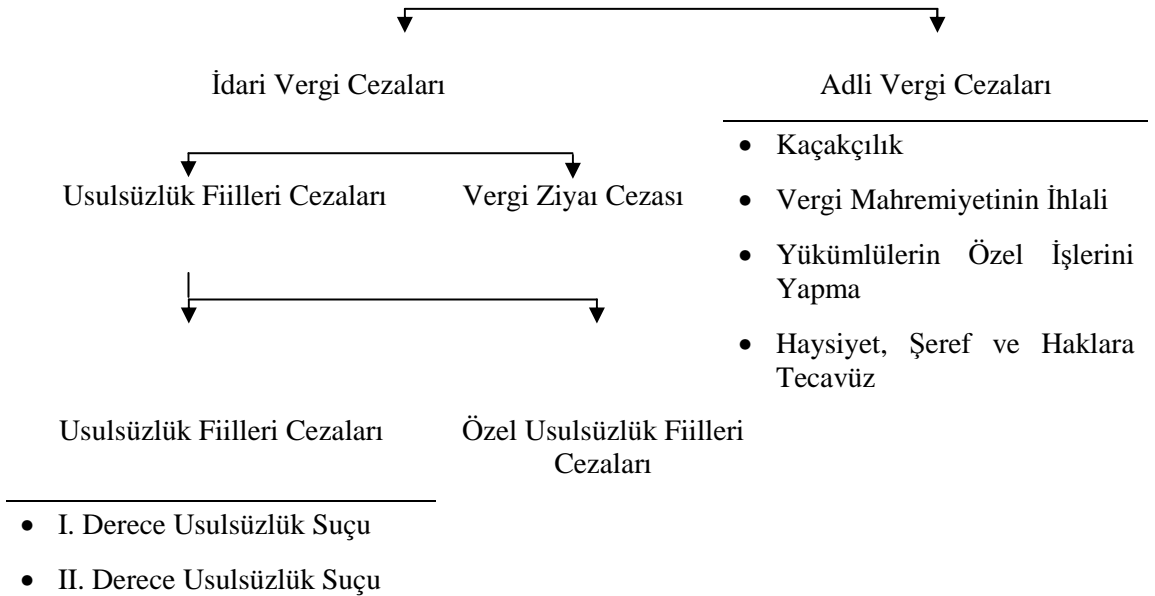 İdari Vergi Cezaları
Adli Vergi Cezaları
• Kaçakçılık
• Vergi Mahremiyetinin İhlali
• Yükümlülerin Özel İşlerini
Yapma
• Haysiyet, Şeref ve Haklara
Tecavüz
Usulsüzlük Fiilleri Cezaları
Vergi Ziyaı Cezası
Usulsüzlük Fiilleri Cezaları
Özel Usulsüzlük Fiilleri
Cezaları
• I. Derece Usulsüzlük Suçu
• II. Derece Usulsüzlük Suçu